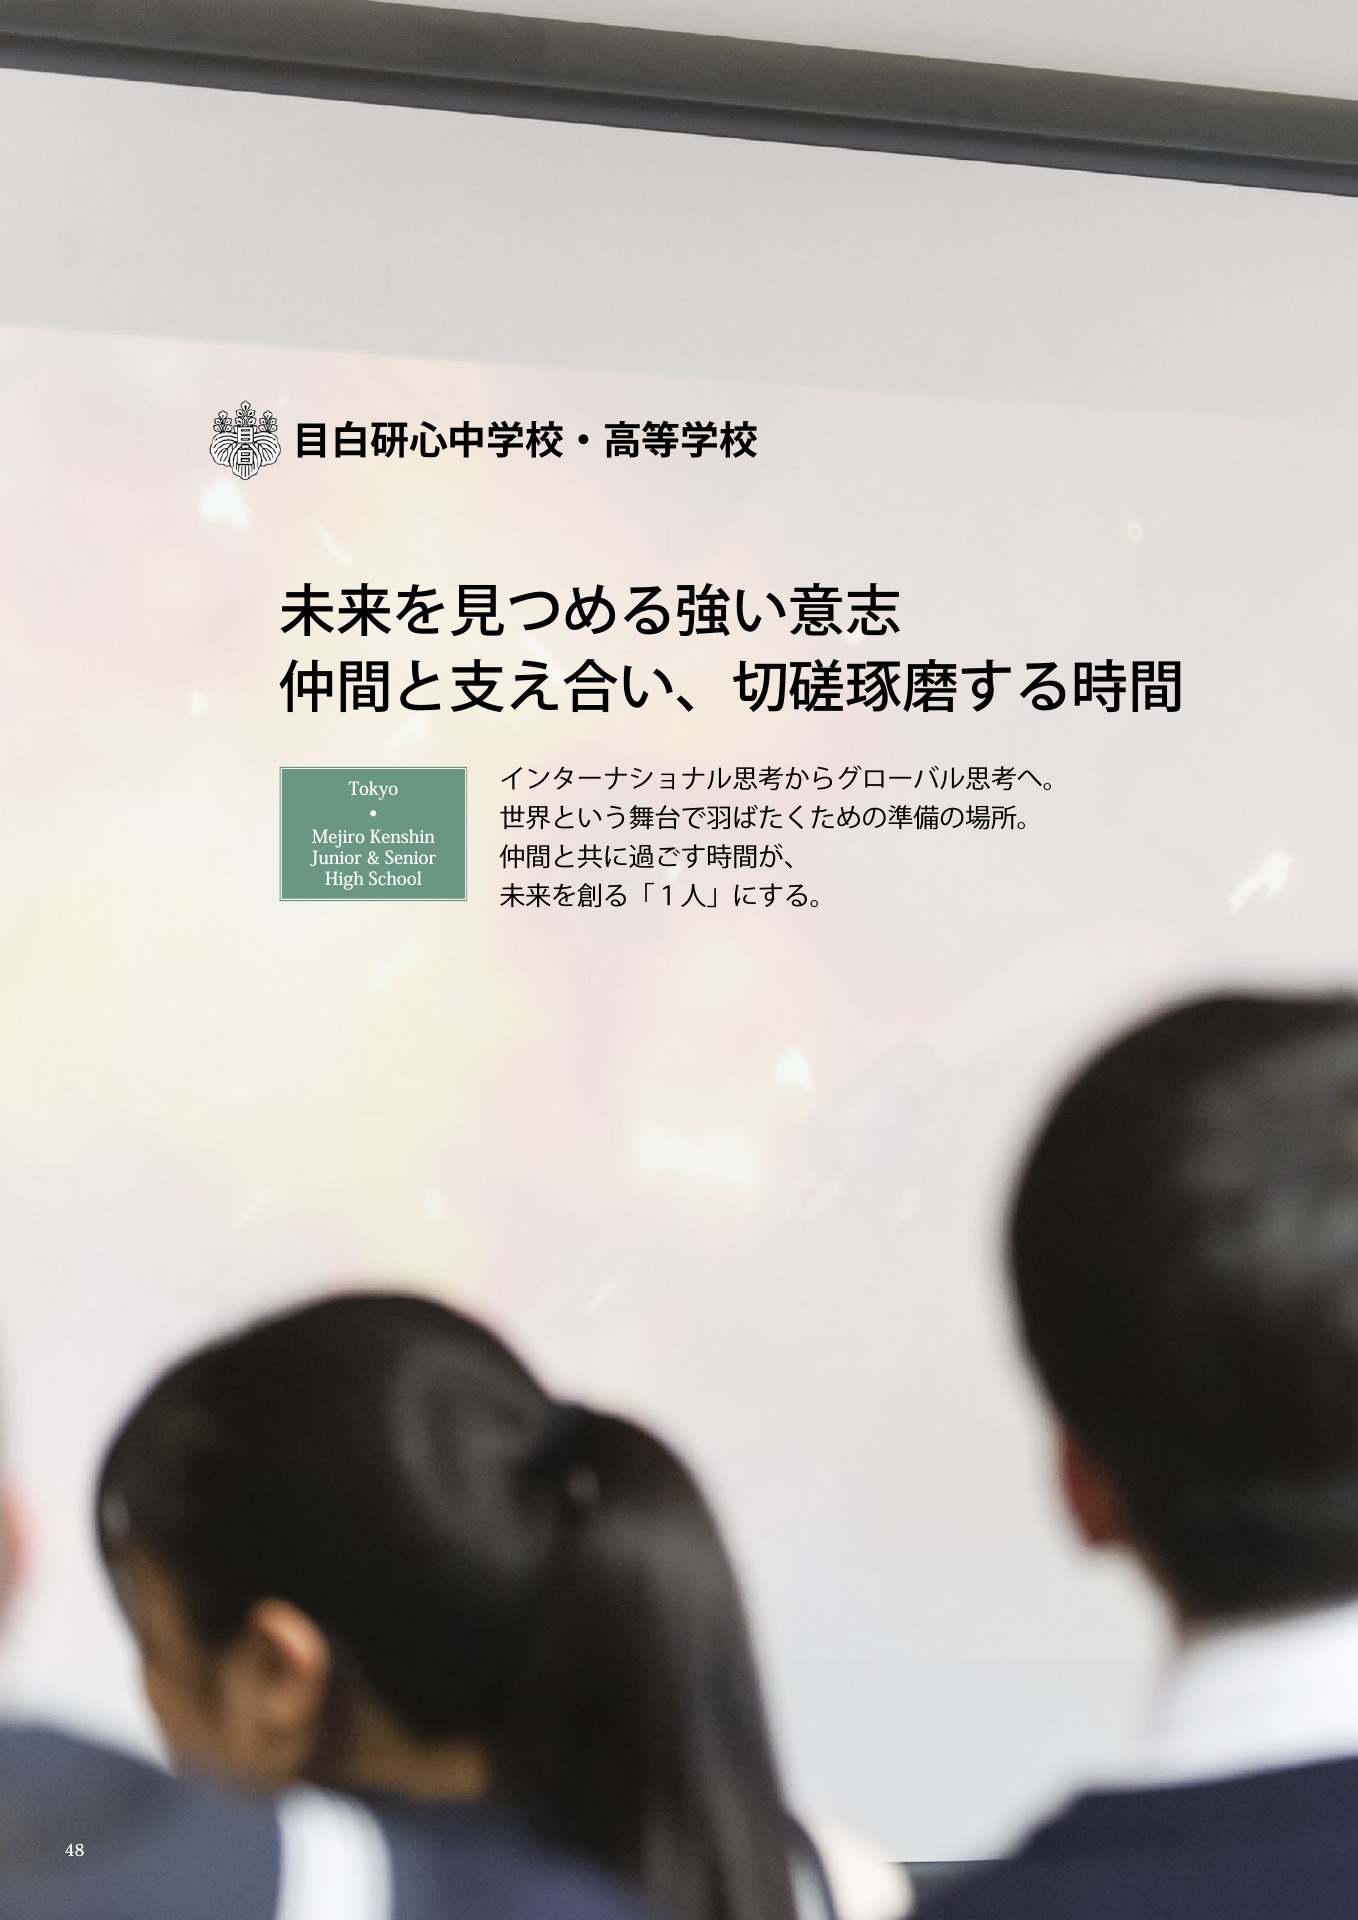 目白研心中学校・高等学校
未来を見つめる強い意志
仲間と支え合い、切磋琢磨する時間
Tokyo
•
Mejiro Kenshin
Junior & Senior
High School
インターナショナル思考からグローバル思考へ。
世界という舞台で羽ばたくための準備の場所。
仲間と共に過ごす時間が、
未来を創る「１人」にする。
48